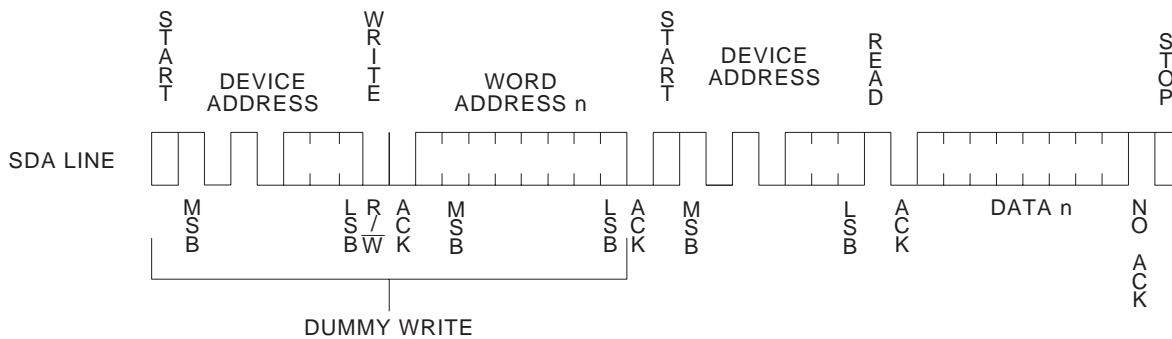 START
WRITE
START
READ
STOP
DEVICE
ADDRESS
WORD
ADDRESS n
DEVICE
ADDRESS
SDA LINE
MSB
LSB
R/W
ACK
MSB
LSB
ACK
MSB
LSB
ACK
DATA n
NO ACK
DUMMY WRITE